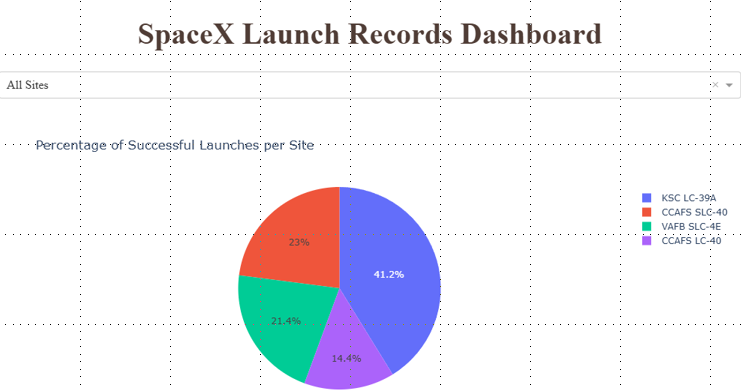 SpaceX Launch Records Dashboard
All Sites
Percentage of Successful Launches per Site
KSC LC-39A
CCAFS SLC-40
VAFB SLC-4E
CCAFS LC-40
23%
41.2%
21.4%
14.4%